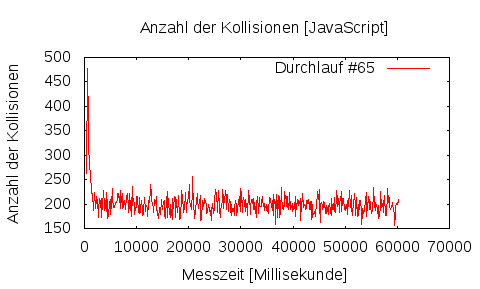 Anzahl der Kollisionen [JavaScript]
Durchlauf #65
Anzahl der Kollisionen
500
450
400
350
300
250
200
150
0 10000 20000 30000 40000 50000 60000 70000
Messzeit [Millisekunde]